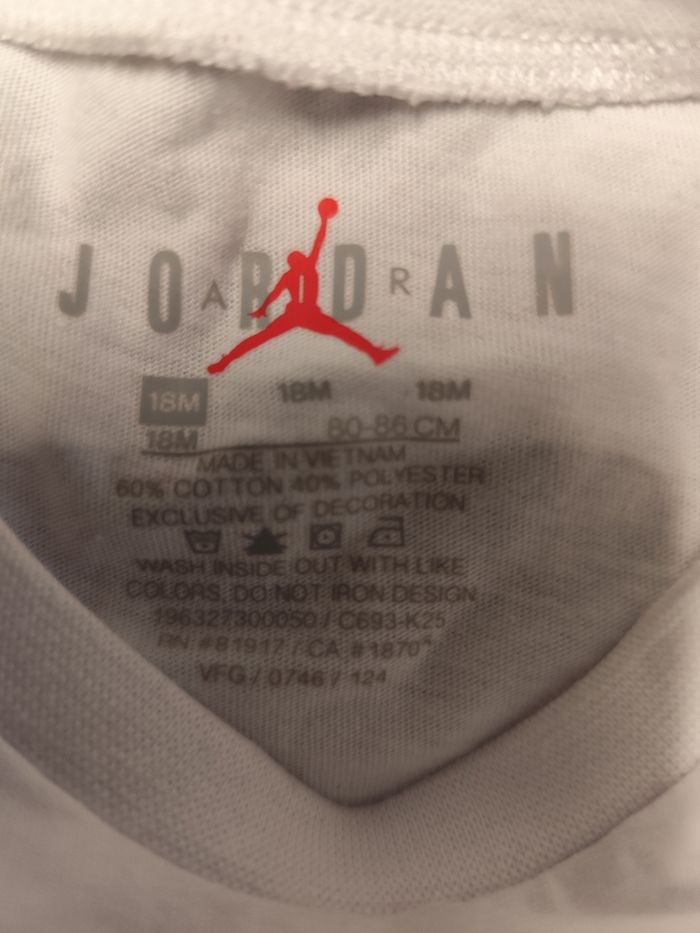 JORDAN
A R
18M 18M 18M
18M 80-86 CM
MADE IN VIETNAM
60% COTTON 40% POLYESTER
EXCLUSIVE OF DECORATION
WASH INSIDE OUT WITH LIKE
COLORS, DO NOT IRON DESIGN
196327300050 / C693-K25
RN #81917 / CA #1870
VFG / 0746 / 124